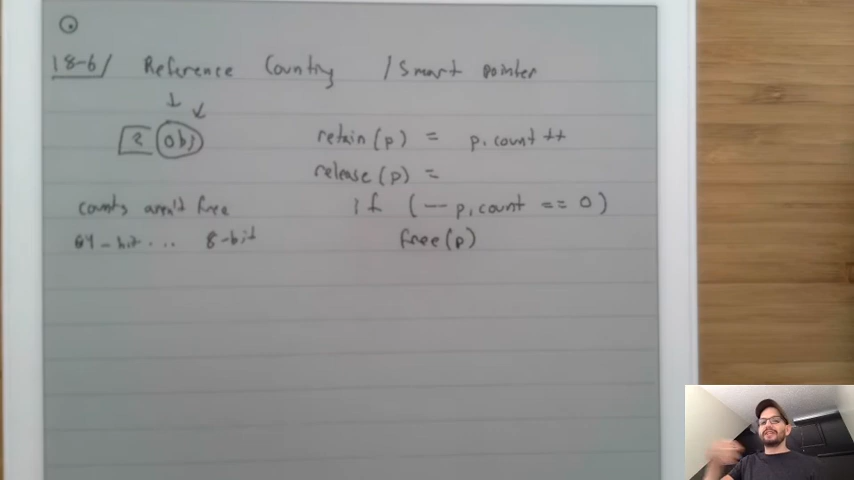 18-6/ Reference Counting / Smart pointer
2 Obj
retain(p) = p.count ++
release(p) =
counts aren't free
if (-- p.count == 0)
64-bit ... 8-bit
free(p)